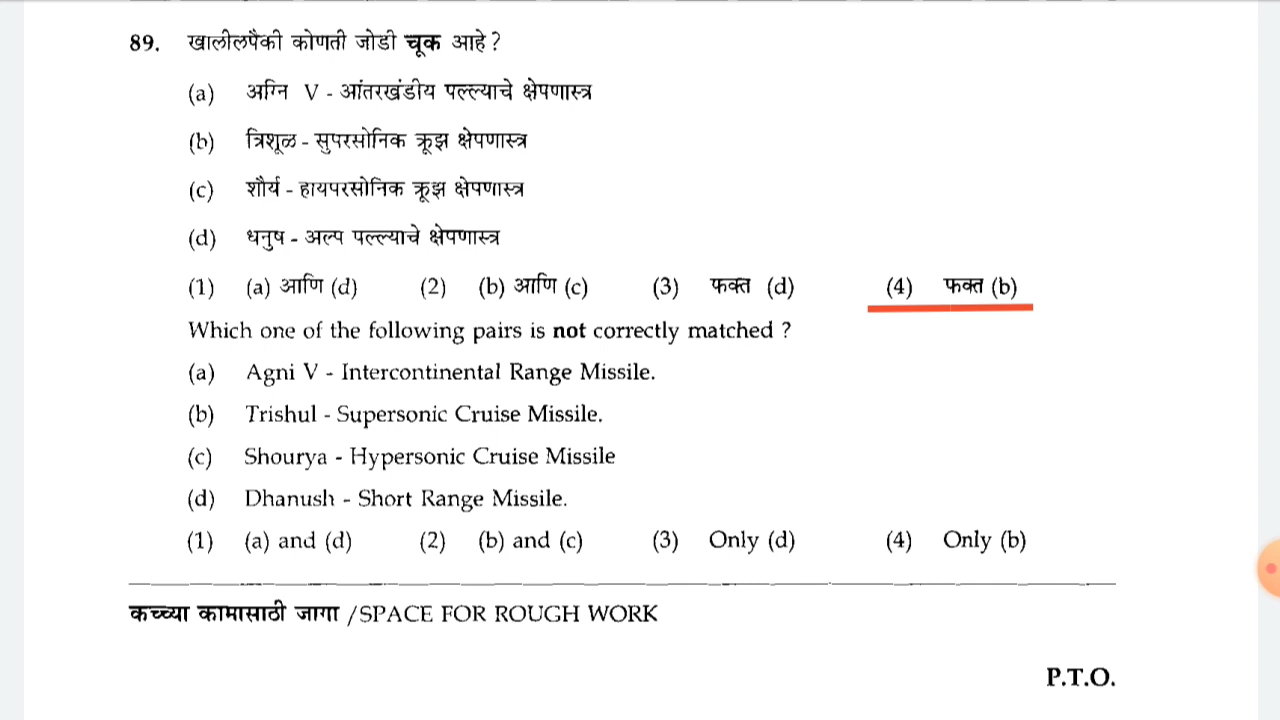 89. खालीलपैकी कोणती जोडी चूक आहे ?
(a) अग्नि V - आंतरखंडीय पल्ल्याचे क्षेपणास्त्र
(b) त्रिशूळ - सुपरसोनिक क्रूझ क्षेपणास्त्र
(c) शौर्य - हायपरसोनिक क्रूझ क्षेपणास्त्र
(d) धनुष - अल्प पल्ल्याचे क्षेपणास्त्र
(1) (a) आणि (d) (2) (b) आणि (c) (3) फक्त (d) (4) फक्त (b)
Which one of the following pairs is not correctly matched ?
(a) Agni V - Intercontinental Range Missile.
(b) Trishul - Supersonic Cruise Missile.
(c) Shourya - Hypersonic Cruise Missile
(d) Dhanush - Short Range Missile.
(1) (a) and (d) (2) (b) and (c) (3) Only (d) (4) Only (b)
कच्च्या कामासाठी जागा /SPACE FOR ROUGH WORK
P.T.O.